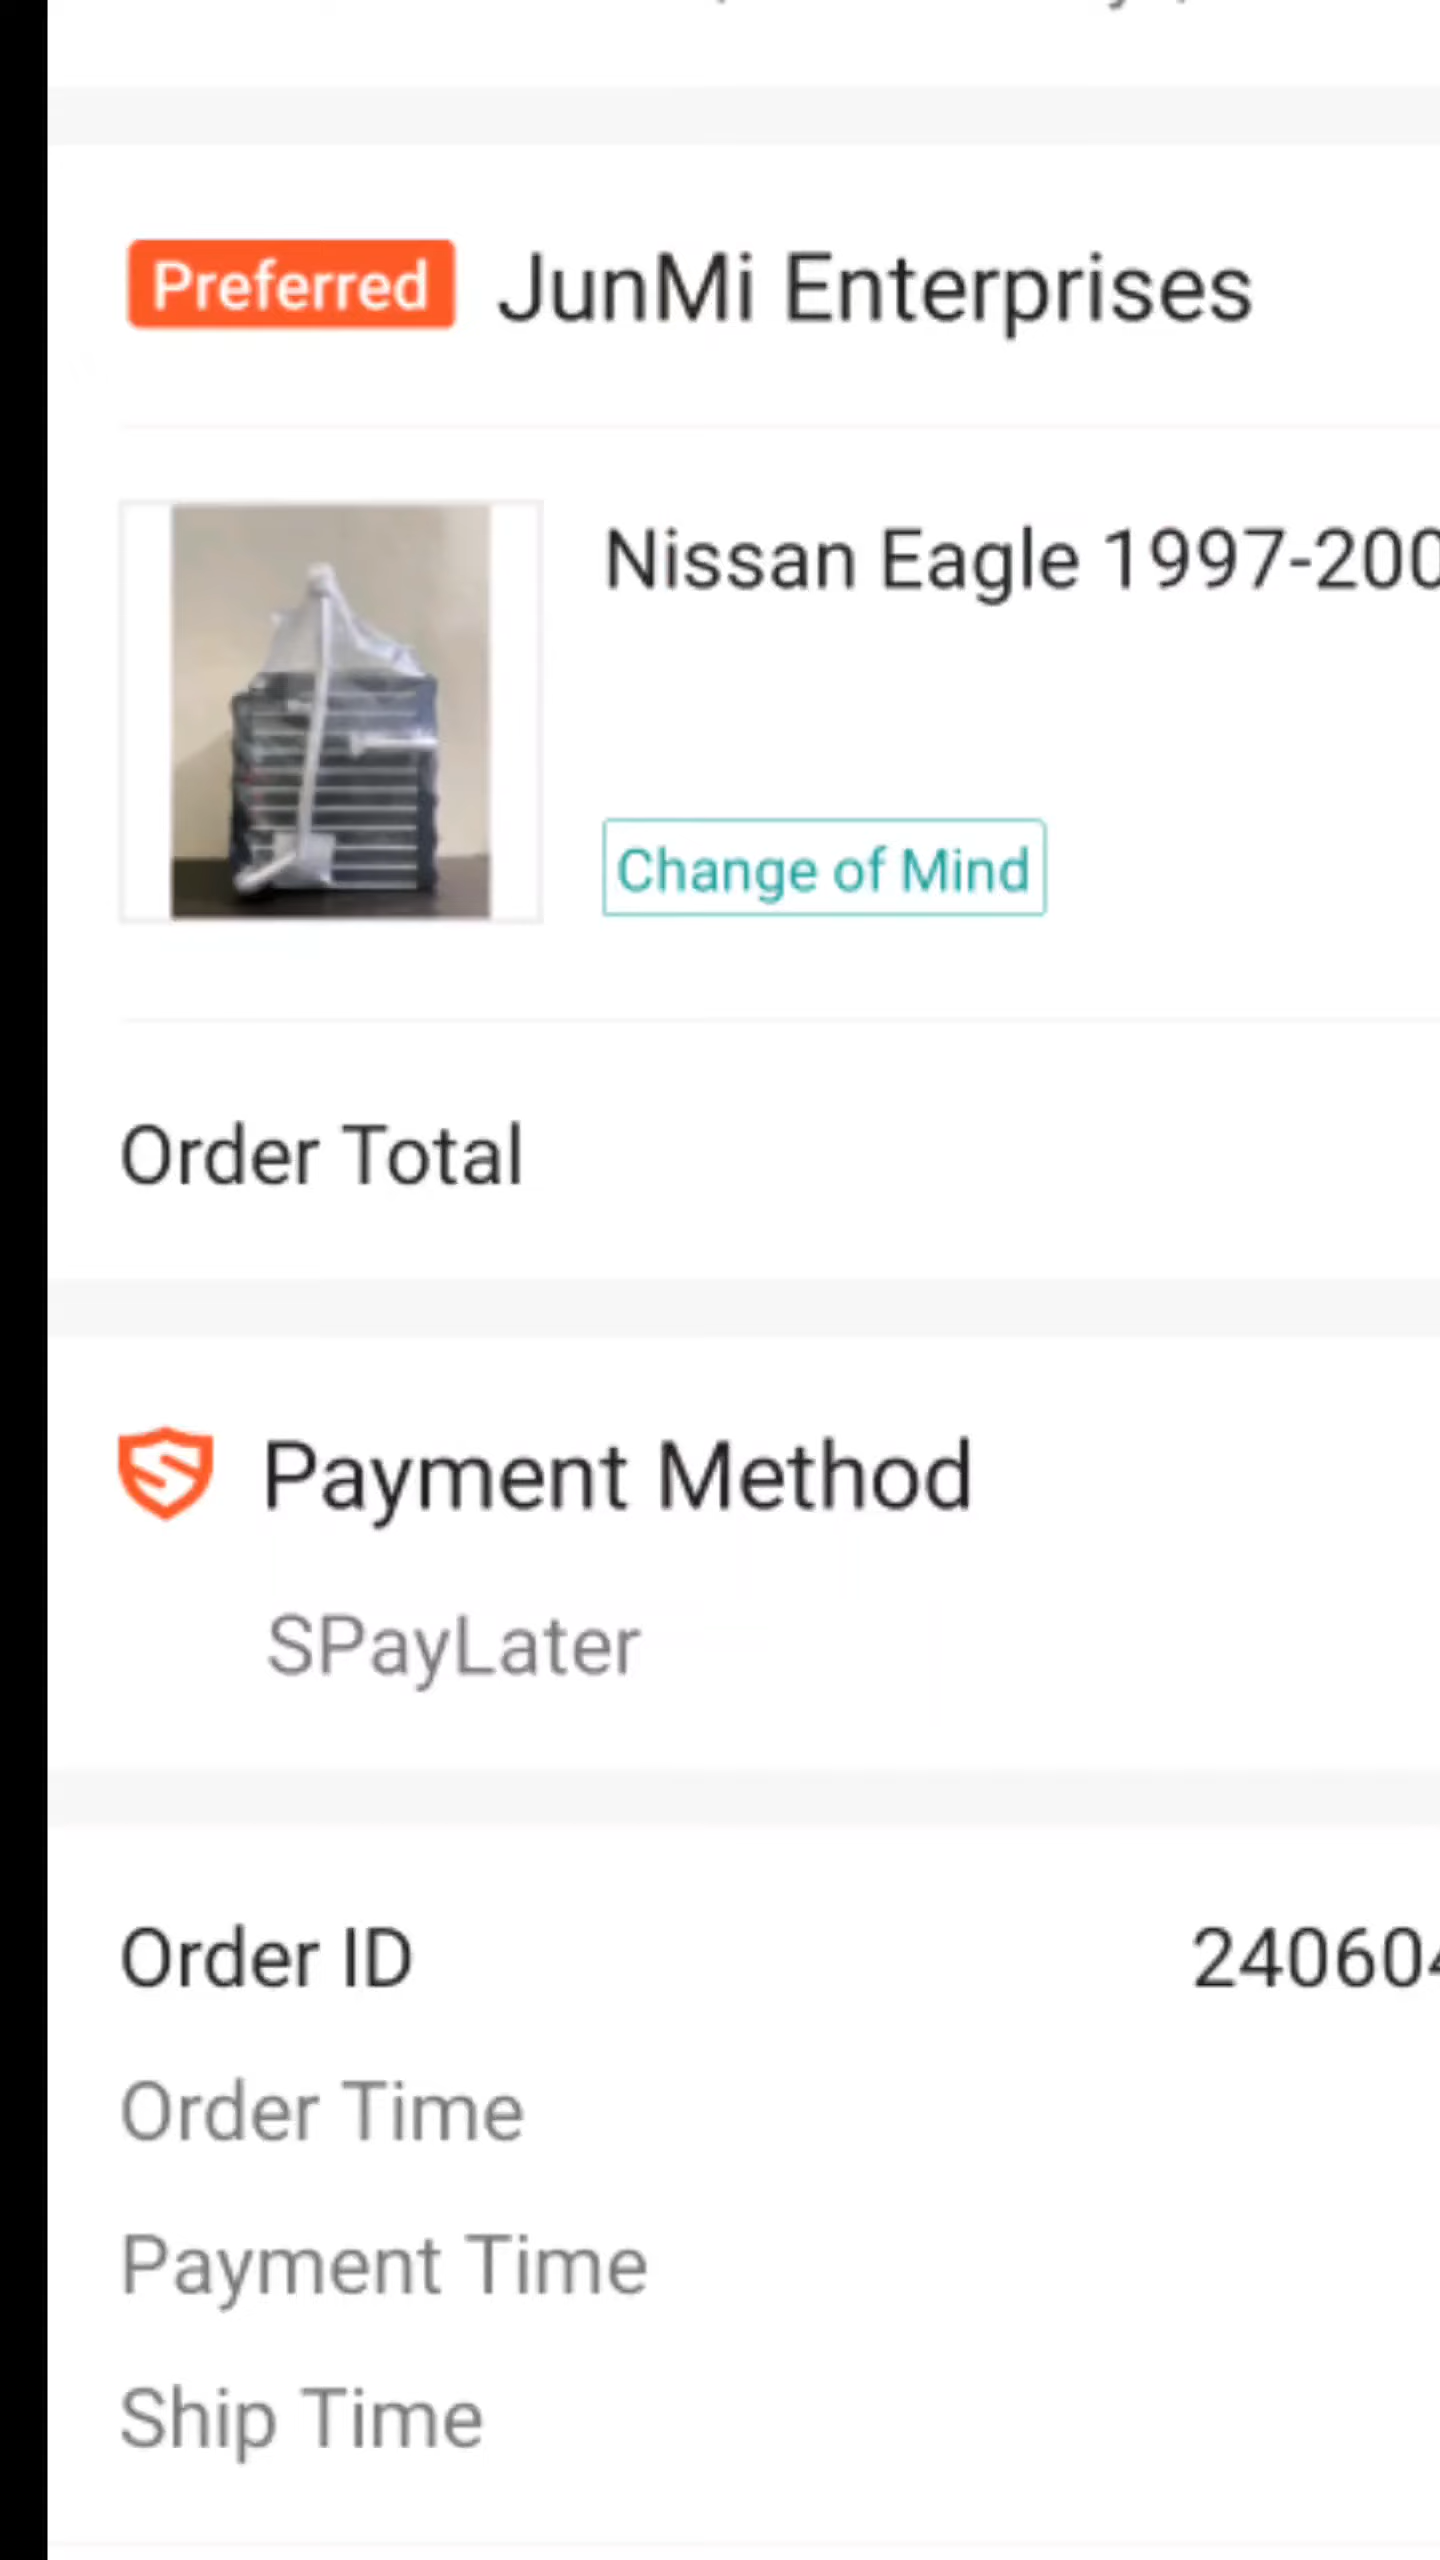 Preferred JunMi Enterprises
Nissan Eagle 1997-200
Change of Mind
Order Total
Payment Method
SPayLater
Order ID 240604
Order Time
Payment Time
Ship Time